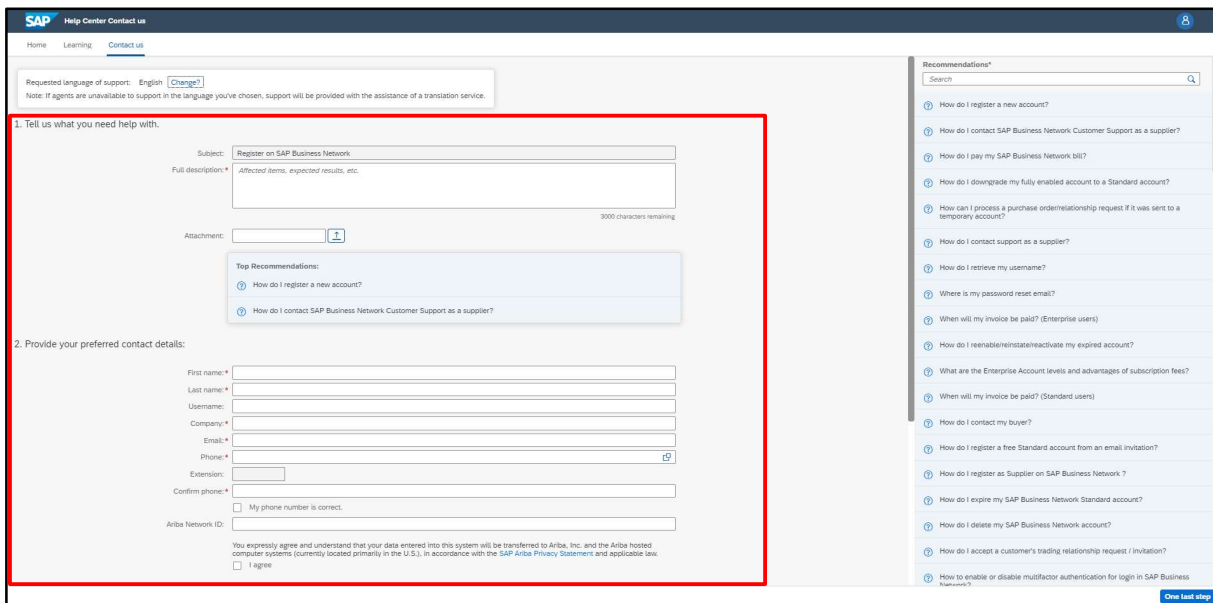 SAP Help Center Contact us
Home Learning Contact us
Requested language of support: English Change?
Note: If agents are unavailable to support in the language you've chosen, support will be provided with the assistance of a translation service.
1. Tell us what you need help with.
Subject: Register on SAP Business Network
Full description:* Affected items, expected results, etc.
3000 characters remaining
Attachment:
Top Recommendations:
How do I register a new account?
How do I contact SAP Business Network Customer Support as a supplier?
2. Provide your preferred contact details:
First name:*
Last name:*
Username:
Company:*
Email:*
Phone:*
Extension:
Confirm phone:*
My phone number is correct.
Ariba Network ID:
You expressly agree and understand that your data entered into this system will be transferred to Ariba, Inc. and the Ariba hosted
computer systems (currently located primarily in the U.S.), in accordance with the SAP Ariba Privacy Statement and applicable law.
I agree
Recommendations*
Search
How do I register a new account?
How do I contact SAP Business Network Customer Support as a supplier?
How do I pay my SAP Business Network bill?
How do I downgrade my fully enabled account to a Standard account?
How can I process a purchase order/relationship request if it was sent to a
temporary account?
How do I contact support as a supplier?
How do I retrieve my username?
Where is my password reset email?
When will my invoice be paid? (Enterprise users)
How do I reenable/reinstate/reactivate my expired account?
What are the Enterprise Account levels and advantages of subscription fees?
When will my invoice be paid? (Standard users)
How do I contact my buyer?
How do I register a free Standard account from an email invitation?
How do I register as Supplier on SAP Business Network ?
How do I expire my SAP Business Network Standard account?
How do I delete my SAP Business Network account?
How do I accept a customer's trading relationship request / invitation?
How to enable or disable multifactor authentication for login in SAP Business
Network?
One last step